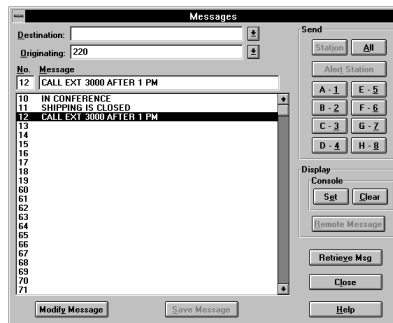 Messages
Destination:
Originating: 220
No. Message
12 CALL EXT 3000 AFTER 1 PM
10 IN CONFERENCE
11 SHIPPING IS CLOSED
12 CALL EXT 3000 AFTER 1 PM
13
14
15
16
17
18
19
60
61
62
63
64
65
66
67
68
69
70
71
Modify Message
Save Message
Send
Station
All
Alert Station
A - 1
E - 5
B - 2
F - 6
C - 3
G - 7
D - 4
H - 8
Display
Console
Set
Clear
Remote Message
Retrieve Msg
Close
Help